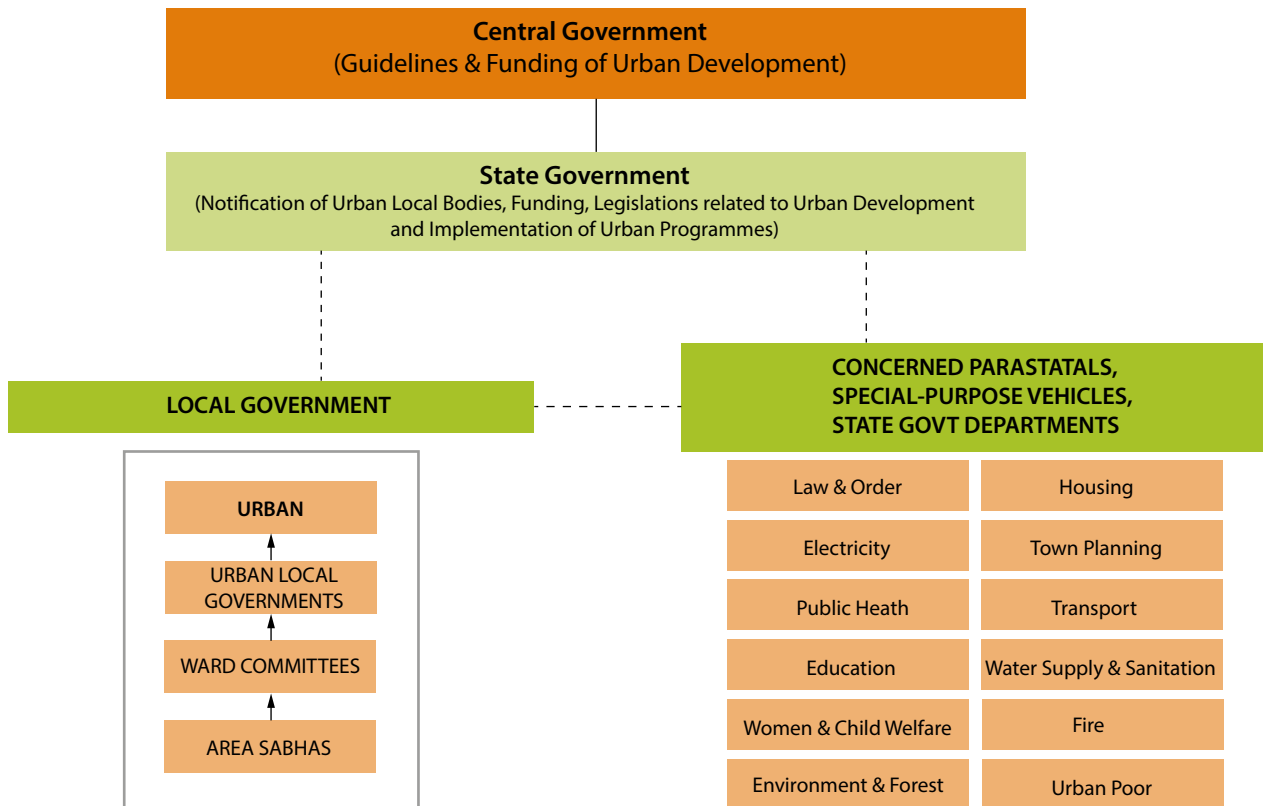 Central Government
(Guidelines & Funding of Urban Development)
State Government
(Notification of Urban Local Bodies, Funding, Legislations related to Urban Development
and Implementation of Urban Programmes)
LOCAL GOVERNMENT
URBAN
URBAN LOCAL
GOVERNMENTS
WARD COMMITTEES
AREA SABHAS
CONCERNED PARASTATALS,
SPECIAL-PURPOSE VEHICLES,
STATE GOVT DEPARTMENTS
Law & Order
Housing
Electricity
Town Planning
Public Heath
Transport
Education
Water Supply & Sanitation
Women & Child Welfare
Fire
Environment & Forest
Urban Poor